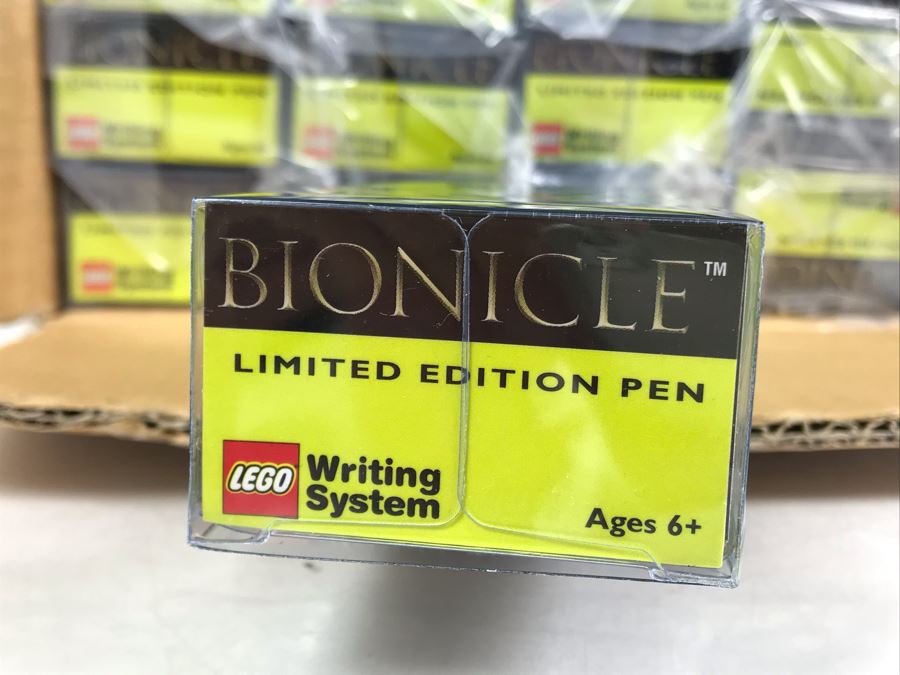 BIONICLE™
LIMITED EDITION PEN
LEGO Writing
System
Ages 6+